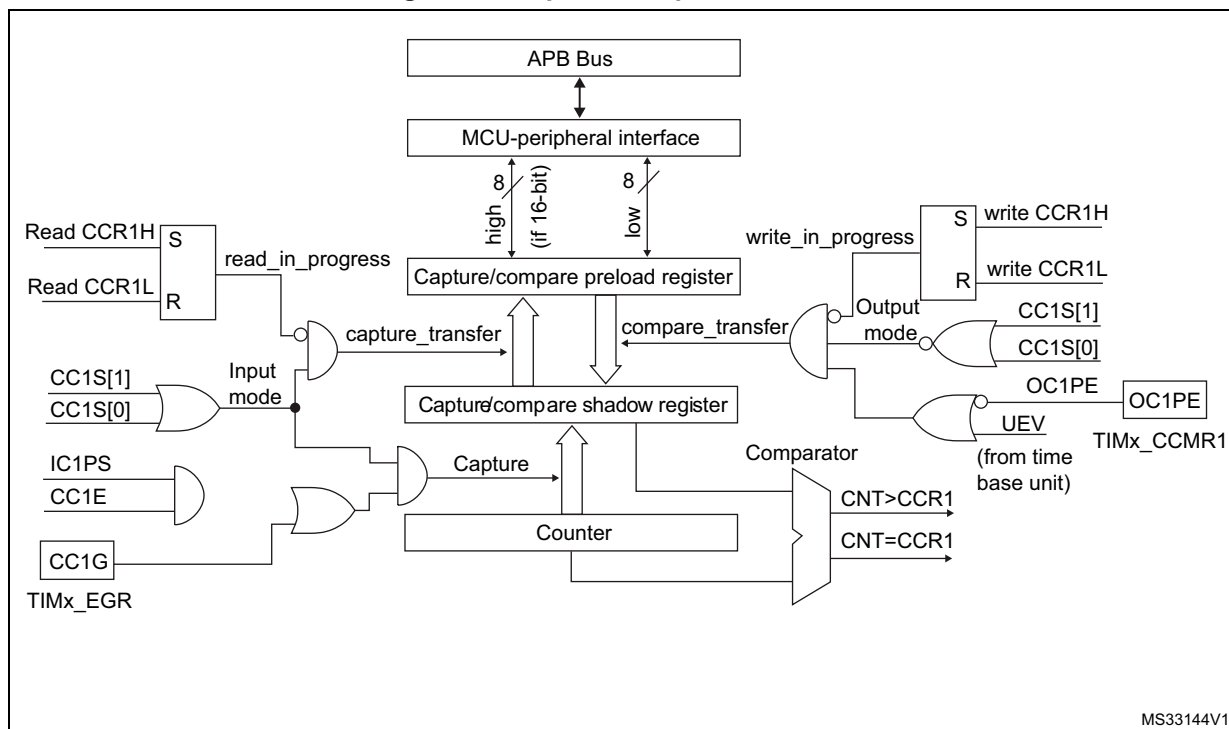 APB Bus
MCU-peripheral interface
8
high
(if 16-bit)
8
low
Read CCR1H
S
Read CCR1L
R
read_in_progress
write_in_progress
S
write CCR1H
R
write CCR1L
Capture/compare preload register
capture_transfer
compare_transfer
Output
mode
CC1S[1]
CC1S[0]
CC1S[1]
CC1S[0]
Input
mode
Capture/compare shadow register
OC1PE
OC1PE
UEV
TIMx_CCMR1
(from time
base unit)
IC1PS
CC1E
Capture
Comparator
CNT>CCR1
Counter
CNT=CCR1
CC1G
TIMx_EGR
MS33144V1